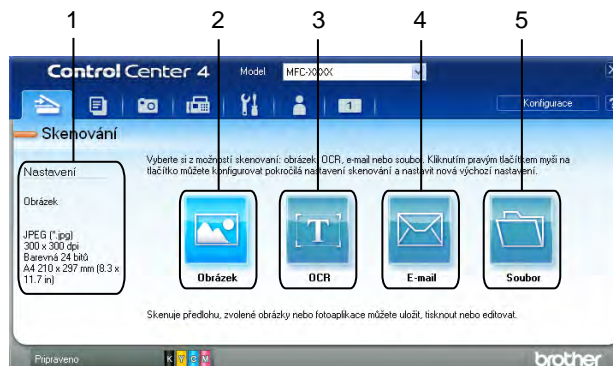 1 2 3 4 5
Control Center 4 Model MFC-XXXX
1 Konfigurace ?
Skenování
Vyberte si z možností skenovaní: obrázek, OCR, e-mail nebo soubor. Kliknutím pravým tlačítkem myši na
tlačítko můžete konfigurovat pokročilá nastavení skenování a nastavit nová výchozí nastavení.
Nastavení
Obrázek
JPEG (*.jpg)
300 x 300 dpi
Barevná 24 bitů
A4 210 x 297 mm (8.3 x
11.7 in)
T
Obrázek OCR E-mail Soubor
Skenuje předlohu, zvolené obrázky nebo fotoaplikace můžete uložit, tisknout nebo editovat.
Připraveno K Y C M brother